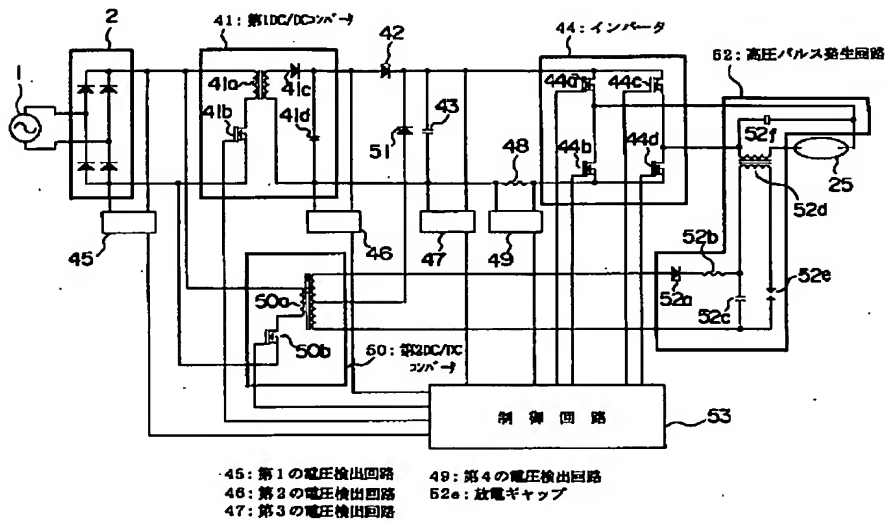 2
41:第1DC/DCコンバータ
42
44:インバータ
52:高圧パルス発生回路
1
41a
41c
41b
41d
51
43
48
44a
44c
44b
44d
52f
25
52d
45
46
47
49
52b
52a
52c
52e
50a
50b
50:第2DC/DC
コンバータ
制御回路
53
45:第1の電圧検出回路
46:第2の電圧検出回路
47:第3の電圧検出回路
49:第4の電圧検出回路
52e:放電ギャップ